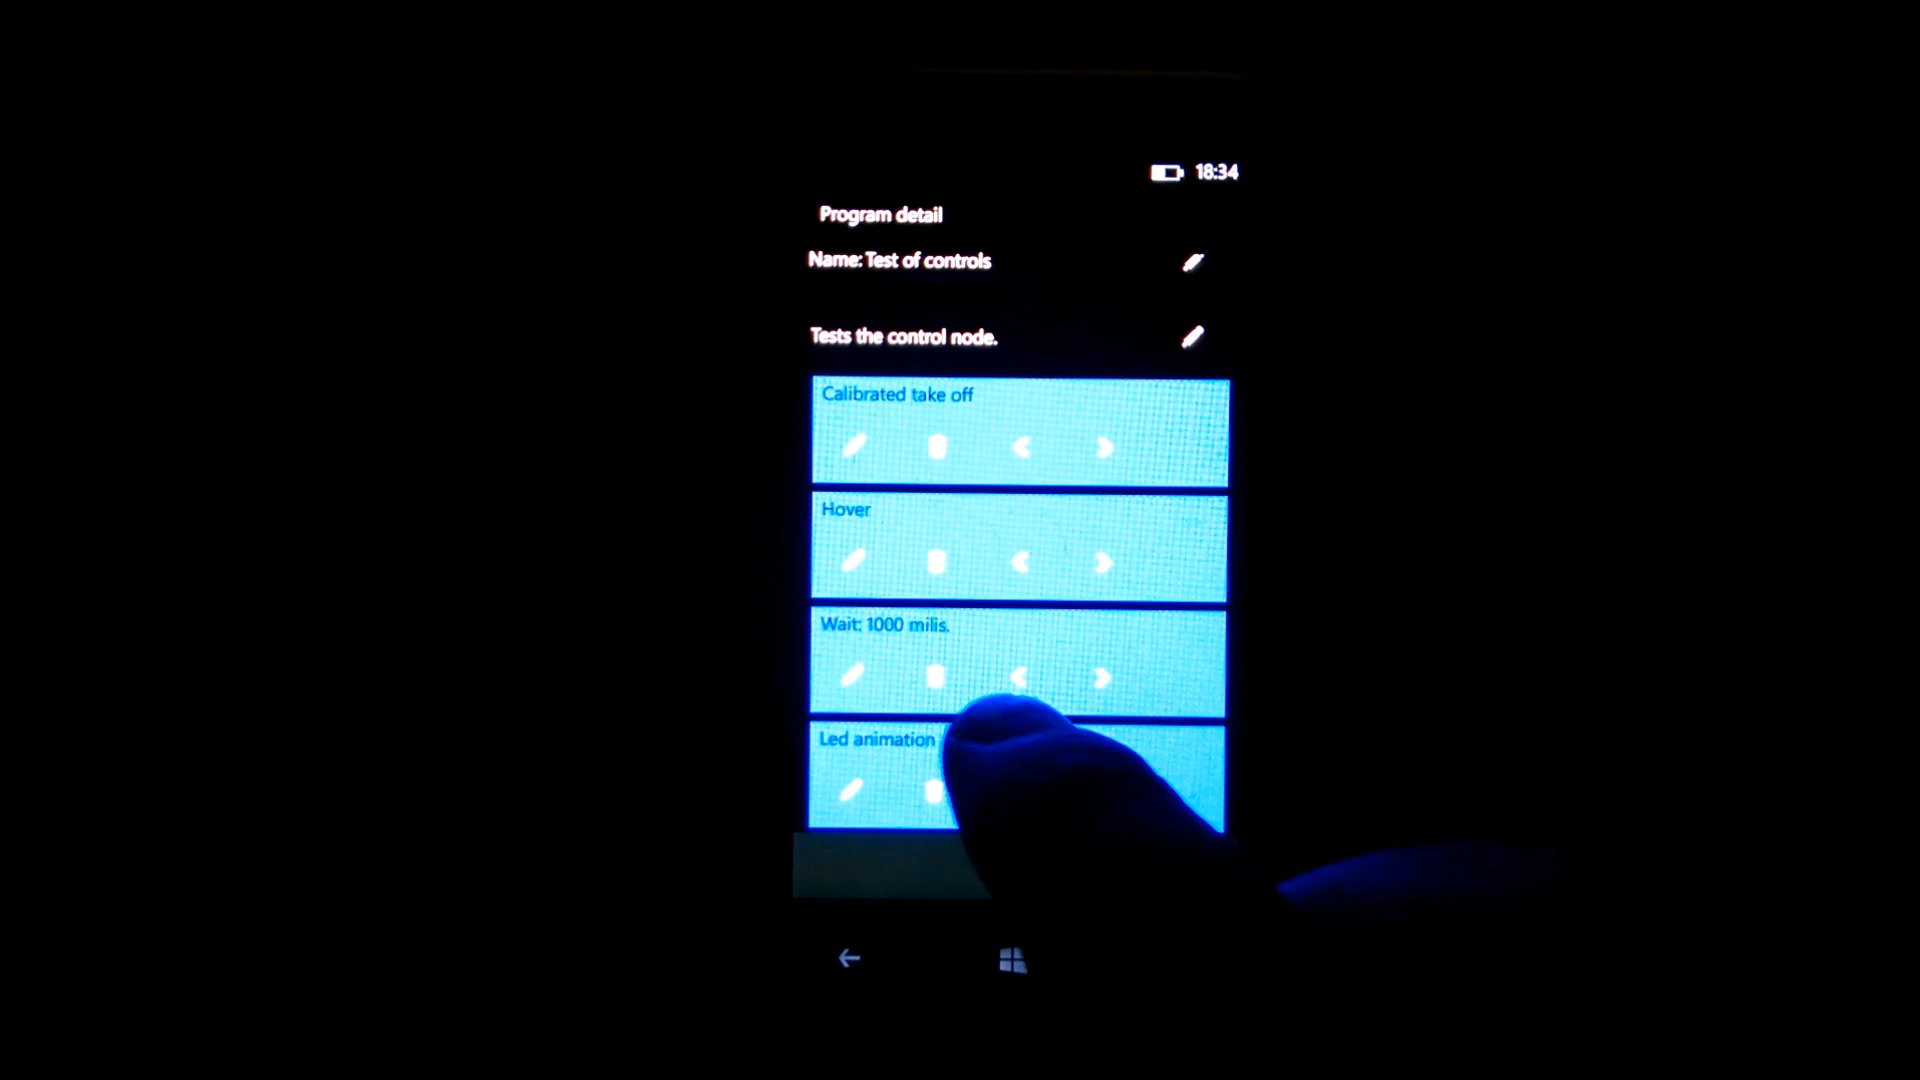 18:34
Program detail
Name: Test of controls
Tests the control node.
Calibrated take off
Hover
Wait: 1000 milis.
Led animation